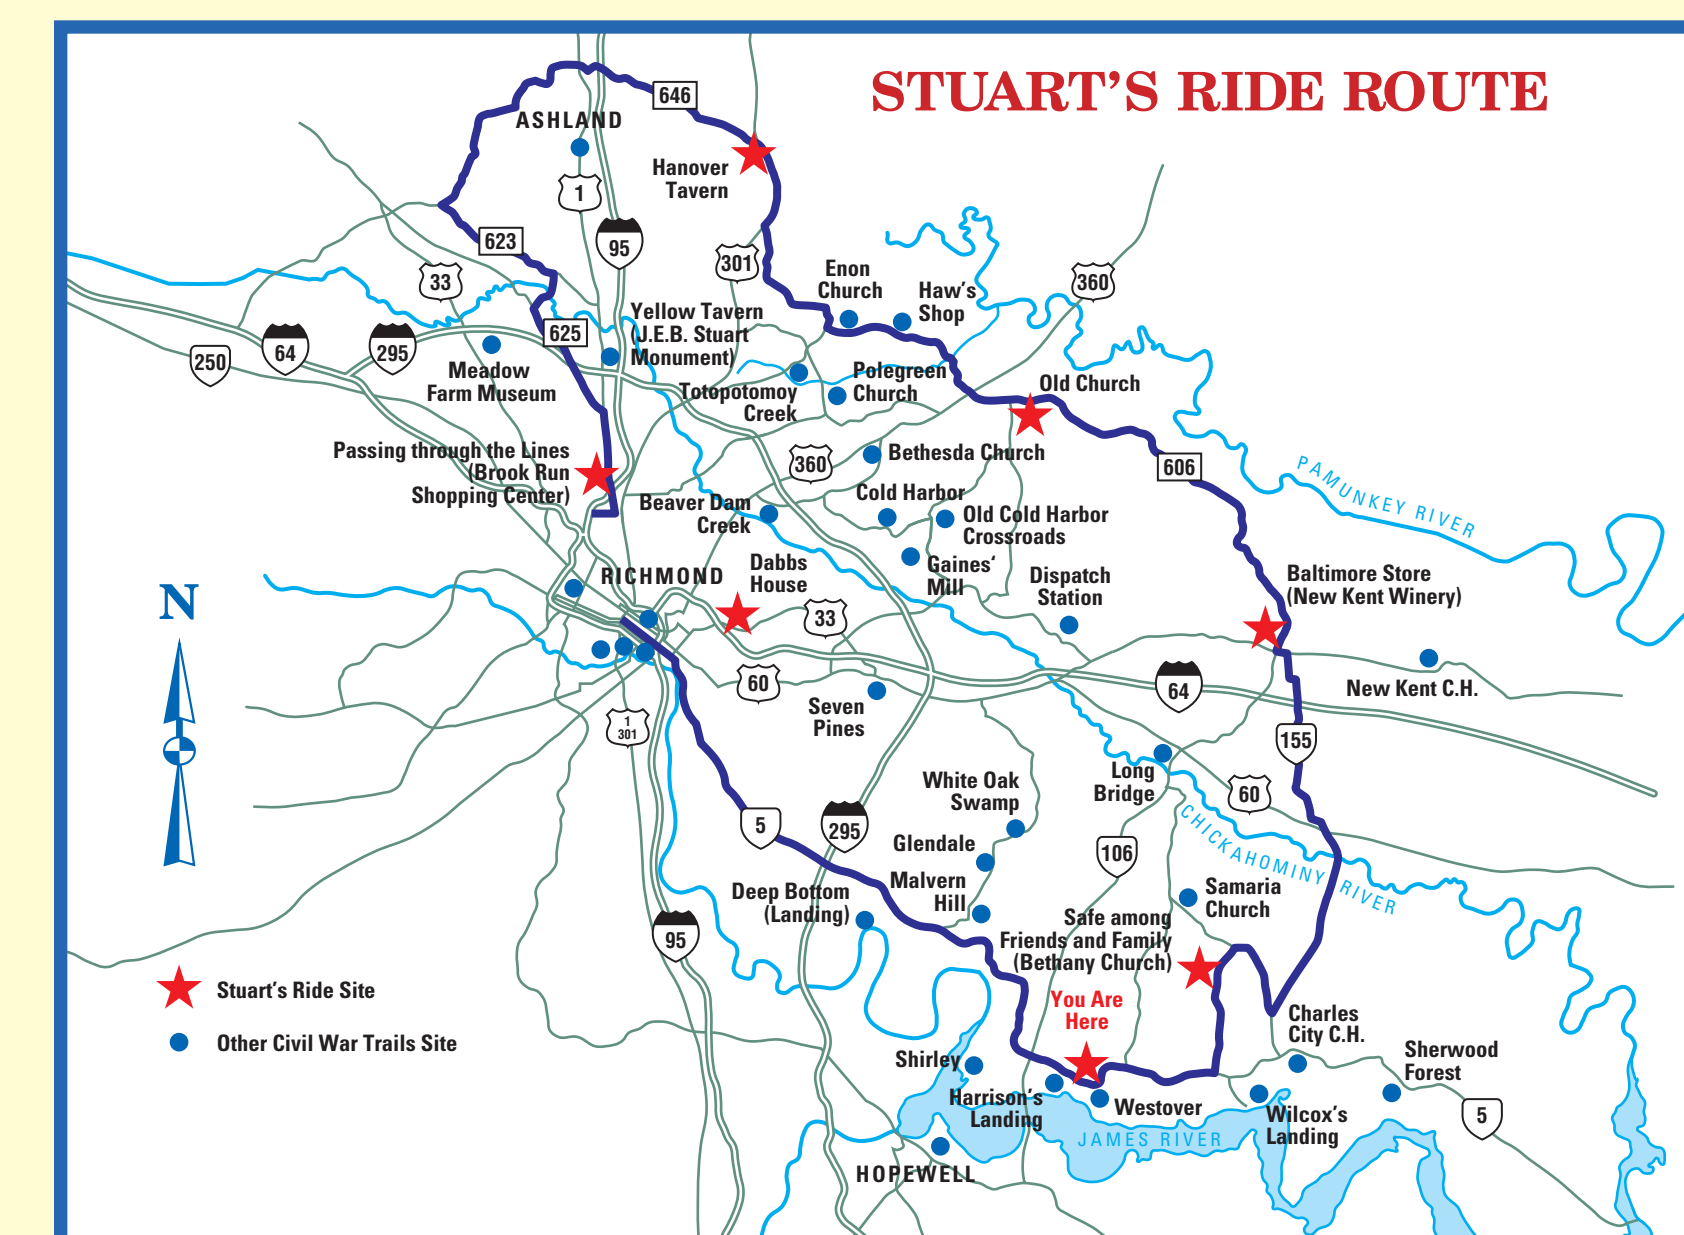 STUART'S RIDE ROUTE
646
ASHLAND
Hanover
Tavern
1
623
95
33
301
360
Enon
Church
Haw's
Shop
Yellow Tavern
(J.E.B. Stuart
Monument)
625
64
295
250
Meadow
Farm Museum
Totopotomoy
Creek
Polegreen
Church
Old Church
Passing through the Lines
(Brook Run
Shopping Center)
360
Bethesda Church
606
PAMUNKEY RIVER
Beaver Dam
Creek
Cold Harbor
Old Cold Harbor
Crossroads
Gaines‘
Mill
Dabbs
House
RICHMOND
Dispatch
Station
Baltimore Store
(New Kent Winery)
N
33
60
64
New Kent C.H.
Seven
Pines
1
301
155
Long
Bridge
60
White Oak
Swamp
5
295
Glendale
106
CHICKAHOMINY RIVER
Malvern
Hill
Deep Bottom
(Landing)
Samaria
Church
95
Safe among
Friends and Family
(Bethany Church)
Stuart's Ride Site
You Are
Here
Charles
City C.H.
Other Civil War Trails Site
Shirley
Sherwood
Forest
Harrison's
Landing
Westover
Wilcox's
Landing
5
JAMES RIVER
HOPEWELL